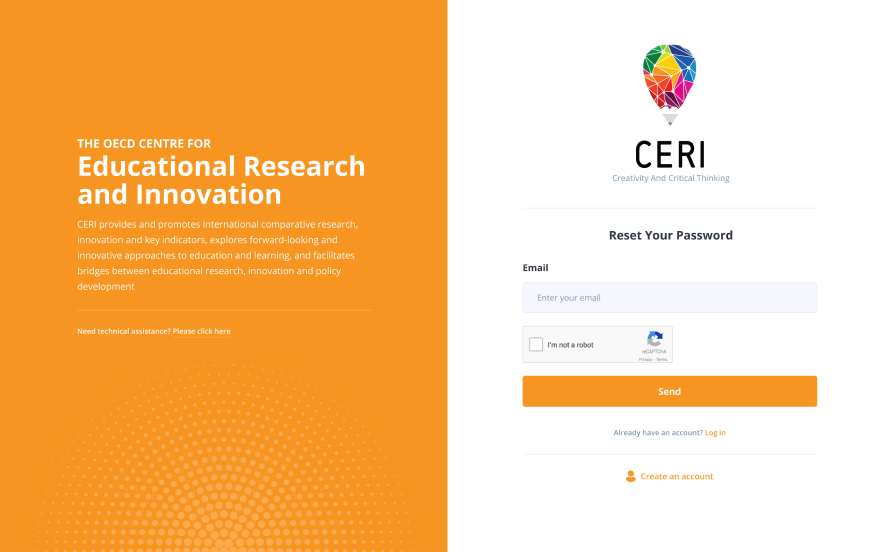 THE OECD CENTRE FOR
Educational Research
and Innovation
CERI provides and promotes international comparative research,
innovation and key indicators, explores forward-looking and
innovative approaches to education and learning, and facilitates
bridges between educational research, innovation and policy
development
Need technical assistance? Please click here
CERI
Creativity And Critical Thinking
Reset Your Password
Email
Enter your email
I'm not a robot
reCAPTCHA
Privacy - Terms
Send
Already have an account? Log in
Create an account